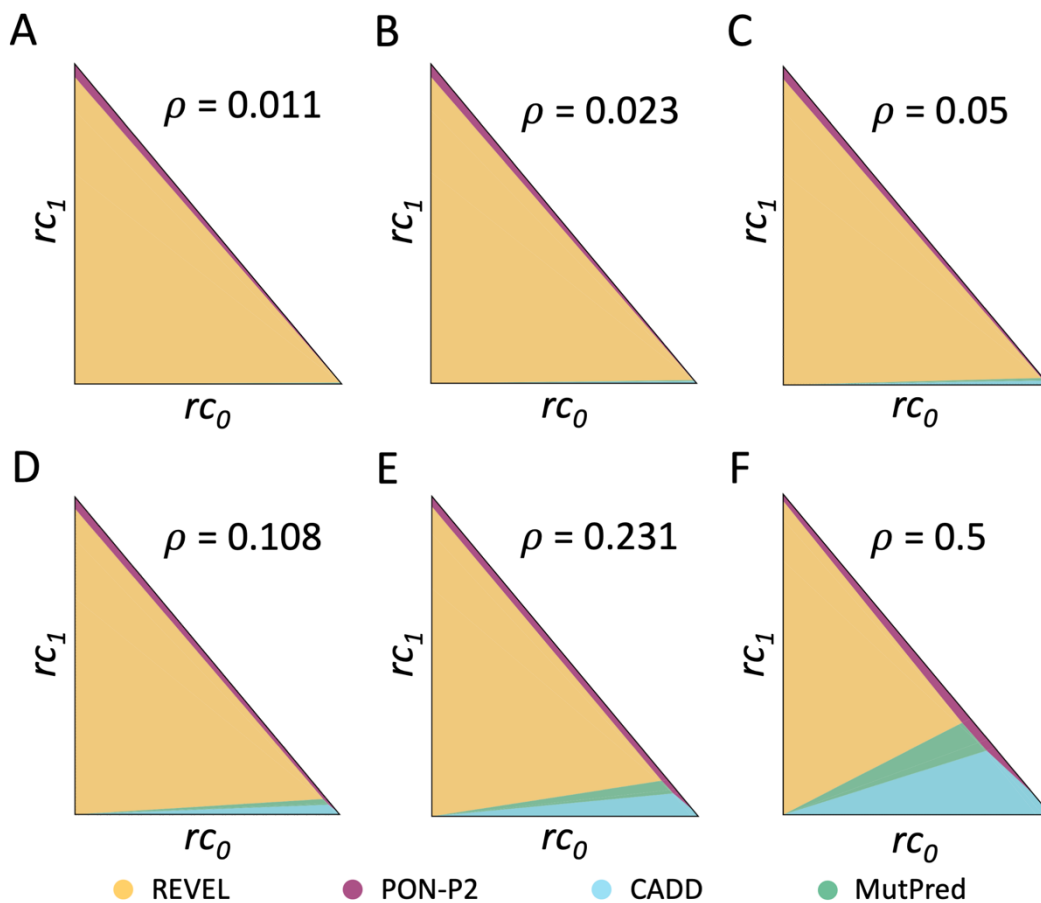 A
B
C
ρ = 0.011
ρ = 0.023
ρ = 0.05
rc₁
rc₁
rc₁
rc₀
rc₀
rc₀
D
E
F
ρ = 0.108
ρ = 0.231
ρ = 0.5
rc₁
rc₁
rc₁
rc₀
rc₀
rc₀
REVEL
PON-P2
CADD
MutPred